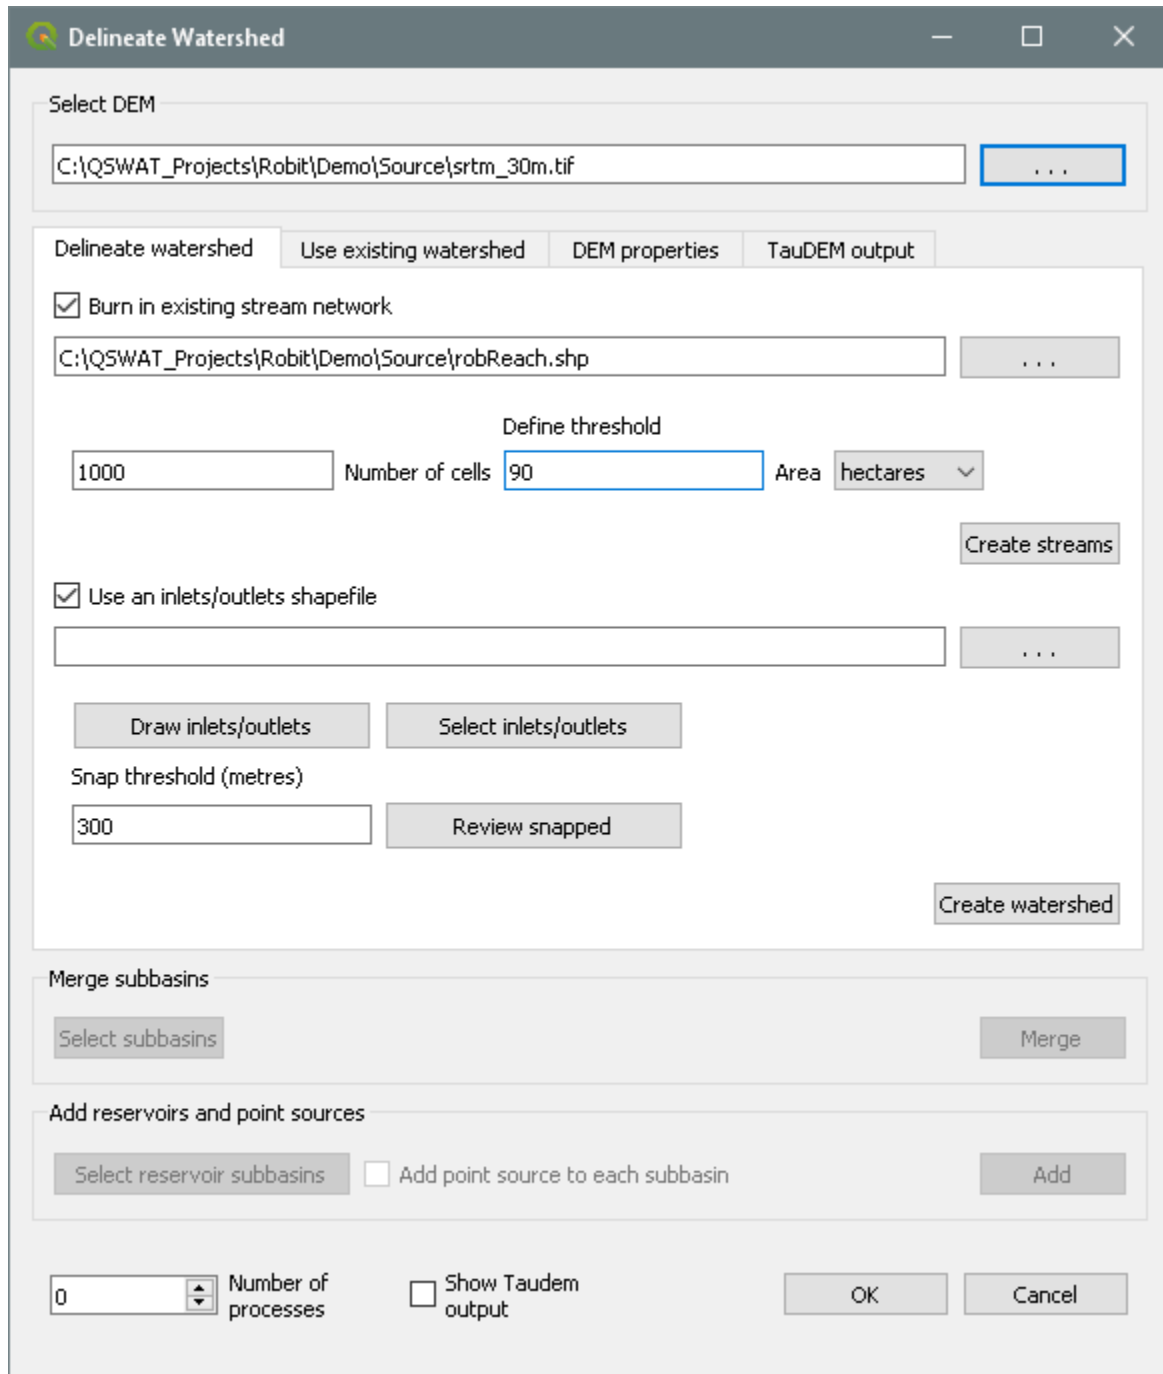 Delineate Watershed
Select DEM
C:\QSWAT_Projects\Robit\Demo\Source\srtm_30m.tif ...
Delineate watershed Use existing watershed DEM properties TauDEM output
Burn in existing stream network
C:\QSWAT_Projects\Robit\Demo\Source\robReach.shp ...
Define threshold
1000 Number of cells 90 Area hectares
Create streams
Use an inlets/outlets shapefile
...
Draw inlets/outlets Select inlets/outlets
Snap threshold (metres)
300 Review snapped
Create watershed
Merge subbasins
Select subbasins Merge
Add reservoirs and point sources
Select reservoir subbasins Add point source to each subbasin Add
0 Number of processes Show Taudem output OK Cancel